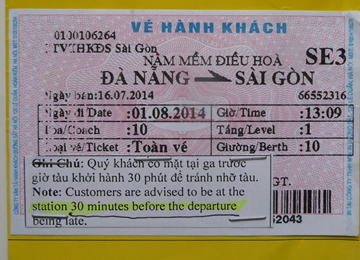 VÉ HÀNH KHÁCH
0100106264
TVTHKĐS Sài Gòn
NẰM MỀM ĐIỀU HOÀ
SE3
ĐÀ NẴNG SÀI GÒN
Ngày bán:16.07.2014 66552316
Ngày đi Date :01.08.2014 Giờ/Time :13:09
Toa/Coach :10 Tầng/Level :1
Loại vé/Ticket :Toàn vé Giường/Berth :10
Ghi Chú: Quý khách có mặt tại ga trước
giờ tàu khởi hành 30 phút để tránh nhỡ tàu.
Note: Customers are advised to be at the
station 30 minutes before the departure
being late.
GT.
52043